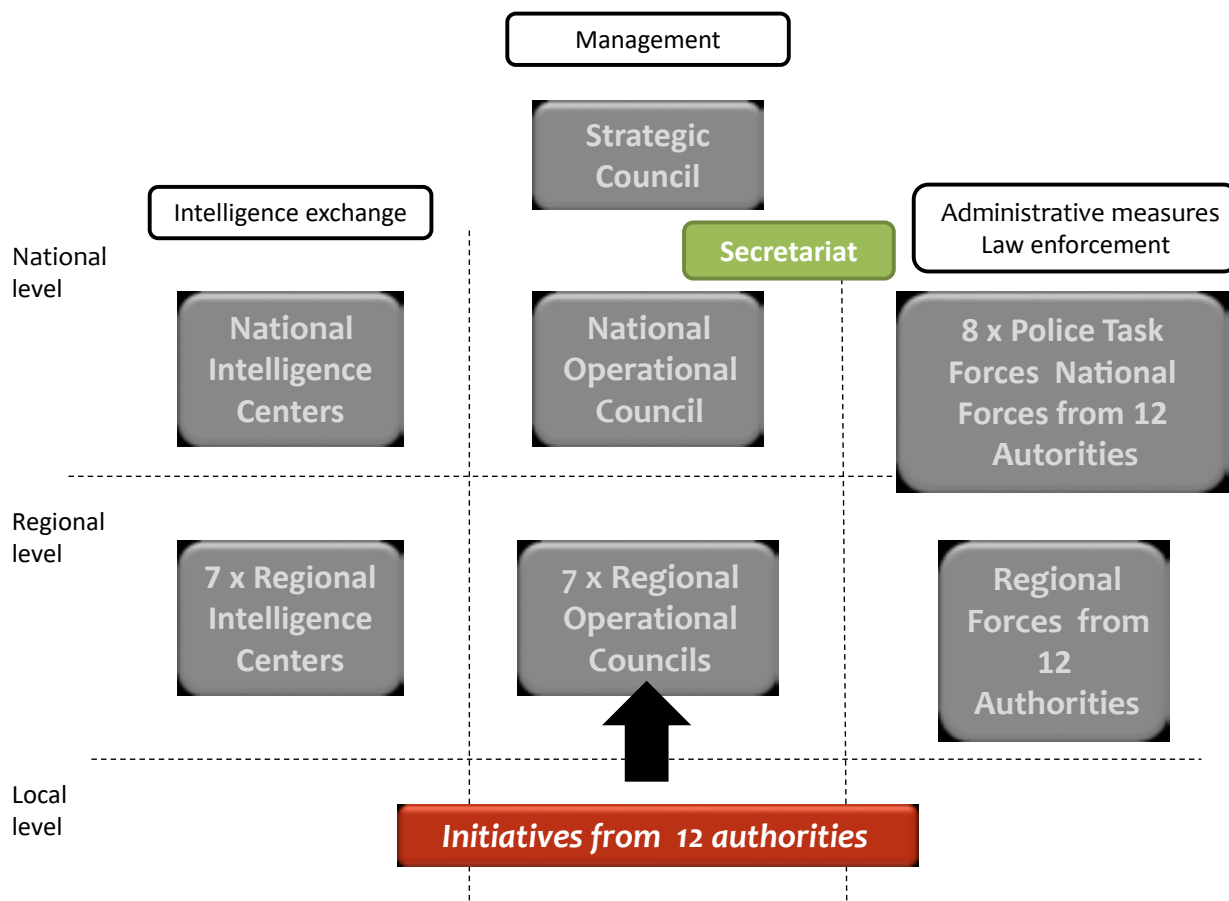 Management
Strategic
Council
Intelligence exchange
Administrative measures
Law enforcement
Secretariat
National
level
National
Intelligence
Centers
National
Operational
Council
8 x Police Task
Forces  National
Forces from 12
Autorities
Regional
level
7 x Regional
Intelligence
Centers
7 x Regional
Operational
Councils
Regional
Forces  from
12
Authorities
Local
level
Initiatives from  12 authorities